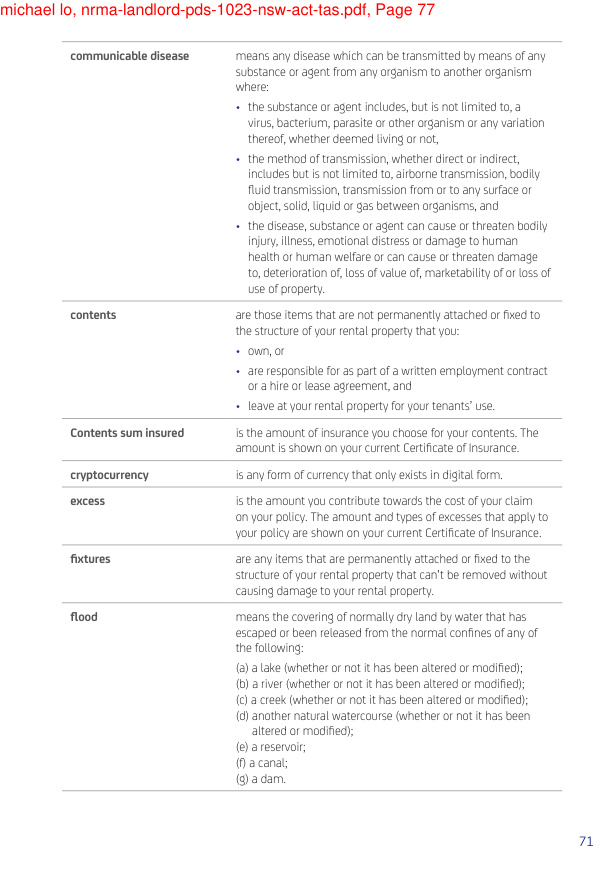 michael lo, nrma-landlord-pds-1023-nsw-act-tas.pdf, Page 77
communicable disease means any disease which can be transmitted by means of any
substance or agent from any organism to another organism
where:
• the substance or agent includes, but is not limited to, a
virus, bacterium, parasite or other organism or any variation
thereof, whether deemed living or not,
• the method of transmission, whether direct or indirect,
includes but is not limited to, airborne transmission, bodily
fluid transmission, transmission from or to any surface or
object, solid, liquid or gas between organisms, and
• the disease, substance or agent can cause or threaten bodily
injury, illness, emotional distress or damage to human
health or human welfare or can cause or threaten damage
to, deterioration of, loss of value of, marketability of or loss of
use of property.
contents are those items that are not permanently attached or fixed to
the structure of your rental property that you:
• own, or
• are responsible for as part of a written employment contract
or a hire or lease agreement, and
• leave at your rental property for your tenants' use.
Contents sum insured is the amount of insurance you choose for your contents. The
amount is shown on your current Certificate of Insurance.
cryptocurrency is any form of currency that only exists in digital form.
excess is the amount you contribute towards the cost of your claim
on your policy. The amount and types of excesses that apply to
your policy are shown on your current Certificate of Insurance.
fixtures are any items that are permanently attached or fixed to the
structure of your rental property that can't be removed without
causing damage to your rental property.
flood means the covering of normally dry land by water that has
escaped or been released from the normal confines of any of
the following:
(a) a lake (whether or not it has been altered or modified);
(b) a river (whether or not it has been altered or modified);
(c) a creek (whether or not it has been altered or modified);
(d) another natural watercourse (whether or not it has been
altered or modified);
(e) a reservoir;
(f) a canal;
(g) a dam.
71